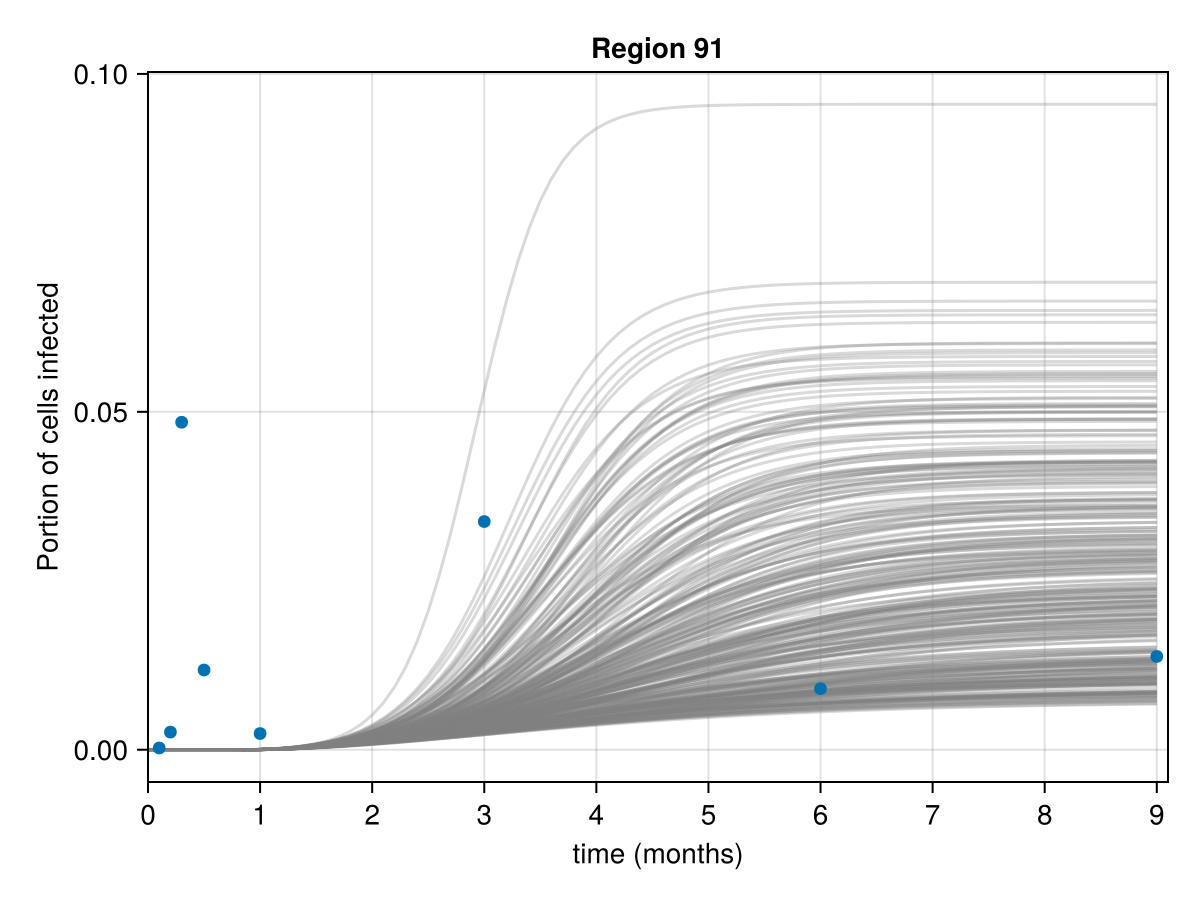 Region 91
0.10
0.05
0.00
Portion of cells infected
0 1 2 3 4 5 6 7 8 9
time (months)